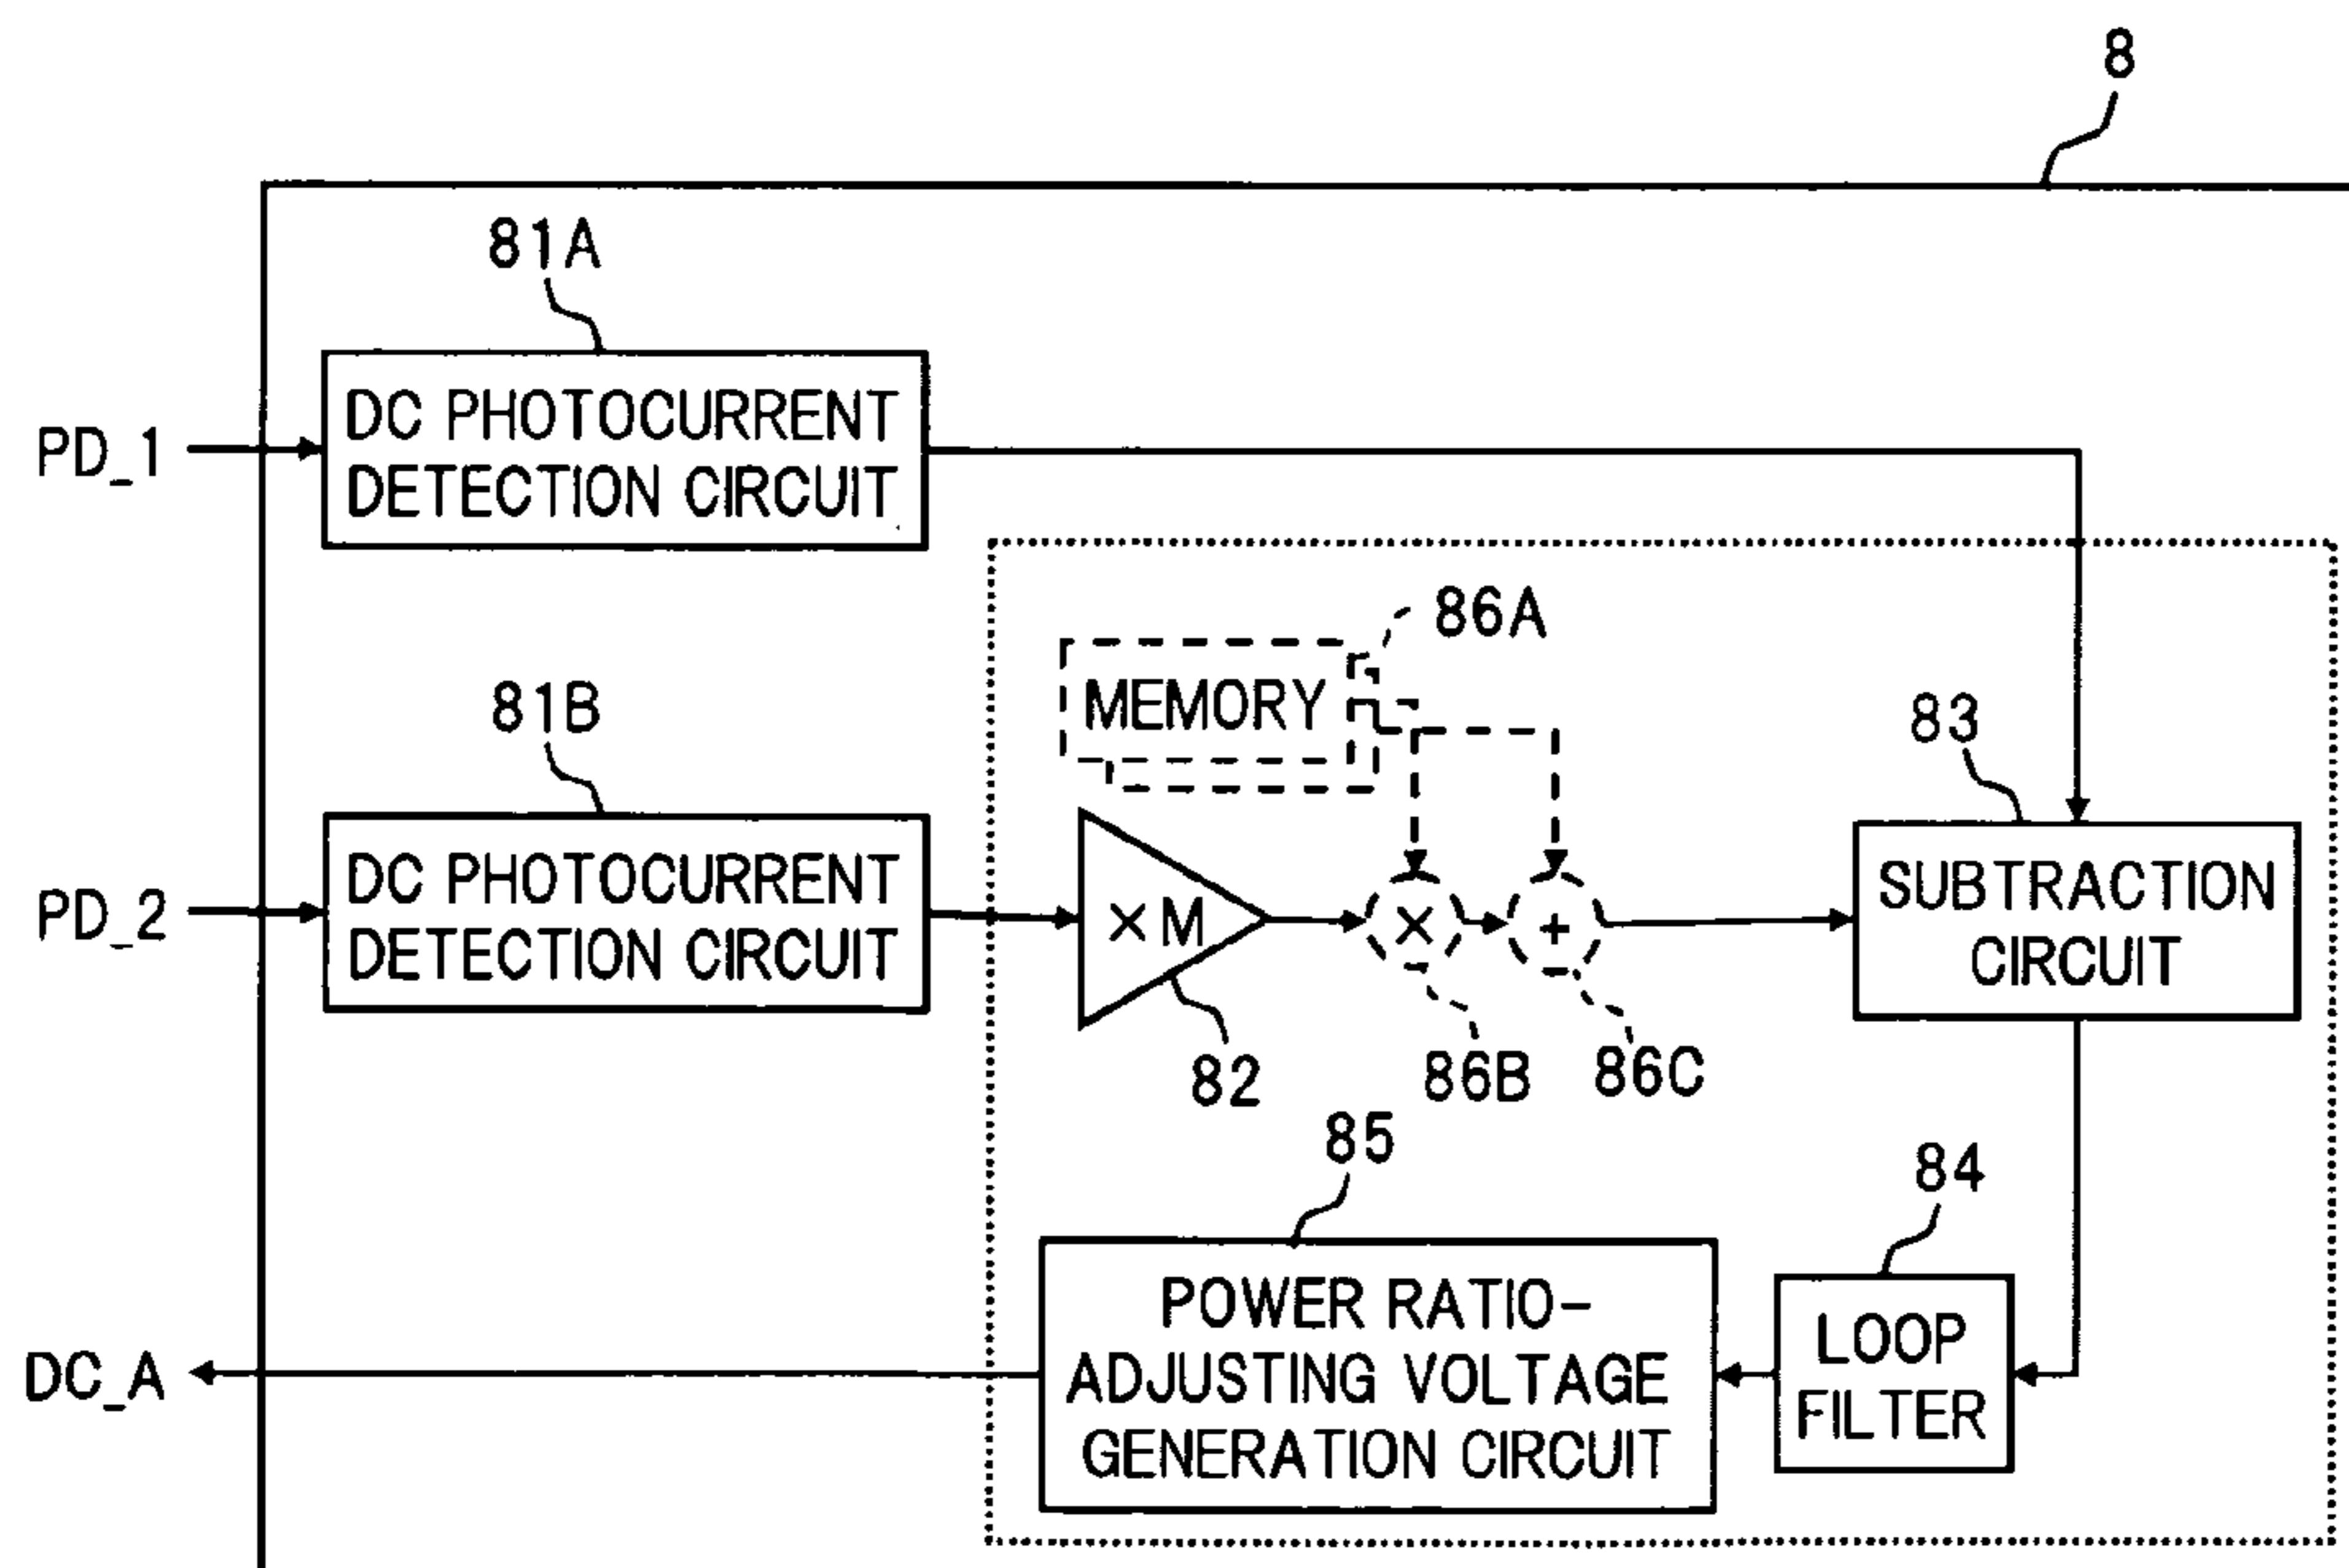 8
81A
PD_1
DC PHOTOCURRENT
DETECTION CIRCUIT
86A
MEMORY
81B
83
PD_2
DC PHOTOCURRENT
DETECTION CIRCUIT
×M
×
+
SUBTRACTION
CIRCUIT
82
86B
86C
85
84
DC_A
POWER RATIO-
ADJUSTING VOLTAGE
GENERATION CIRCUIT
LOOP
FILTER